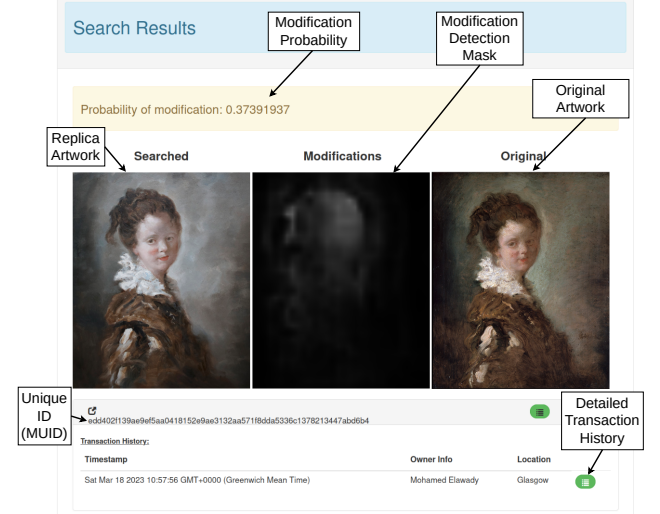 Search Results
Modification
Probability
Modification
Detection
Mask
Probability of modification: 0.37391937
Original
Artwork
Replica
Artwork
Searched
Modifications
Original
Unique
ID
(MUID)
edd402f139ae9ef5aa0418152e9ae3132aa571f8dda5336c1378213447abd6b4
Detailed
Transaction
History
Transaction History:
Timestamp Owner Info Location
Sat Mar 18 2023 10:57:56 GMT+0000 (Greenwich Mean Time) Mohamed Elawady Glasgow